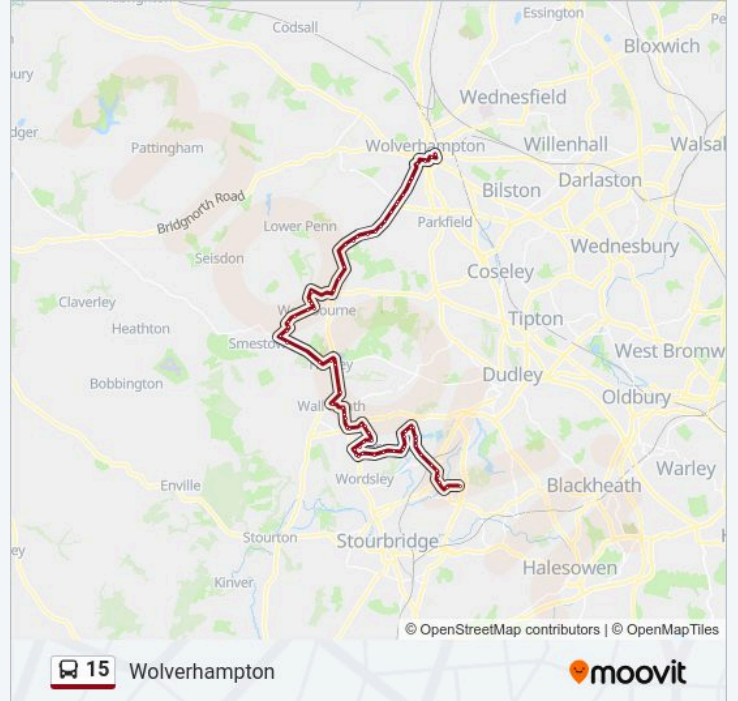 Codsall
Essington
Bloxwich
Wednesfield
Pattingham
Wolverhampton
Willenhall
Walsal
Darlaston
Bilston
Bridgnorth Road
Lower Penn
Parkfield
Seisdon
Wednesbury
Coseley
Claverley
Heathton
Tipton
West Bromw
Bobbington
Dudley
Oldbury
Warley
Wordsley
Enville
Blackheath
Stourton
Stourbridge
Halesowen
Kinver
© OpenStreetMap contributors | © OpenMapTiles
15 Wolverhampton
moovit